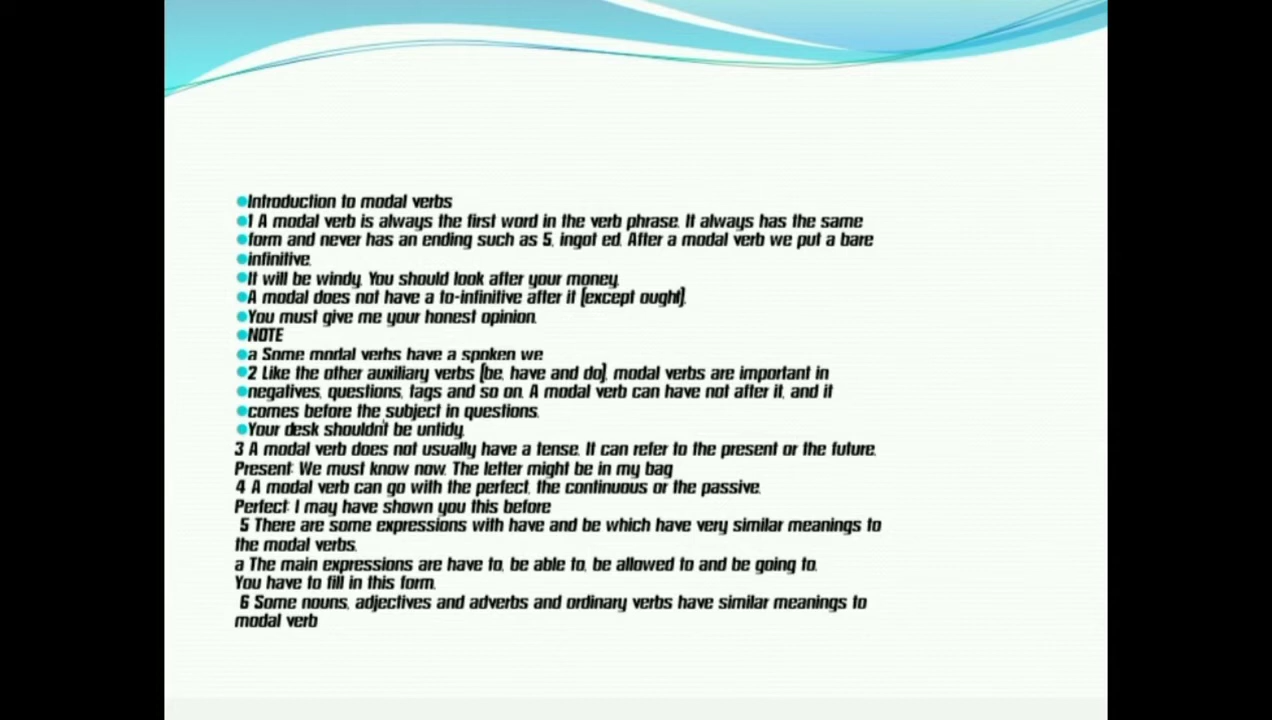 Introduction to modal verbs
1 A modal verb is always the first word in the verb phrase. It always has the same
form and never has an ending such as 5, ingot ed. After a modal verb we put a bare
infinitive.
It will be windy. You should look after your money.
A modal does not have a to-infinitive after it (except ought).
You must give me your honest opinion.
NOTE
a Some modal verbs have a spoken we
2 Like the other auxiliary verbs (be, have and do), modal verbs are important in
negatives, questions, tags and so on. A modal verb can have not after it, and it
comes before the subject in questions.
Your desk shouldn't be untidy.
3 A modal verb does not usually have a tense. It can refer to the present or the future.
Present: We must know now. The letter might be in my bag
4 A modal verb can go with the perfect, the continuous or the passive.
Perfect: I may have shown you this before
5 There are some expressions with have and be which have very similar meanings to
the modal verbs.
a The main expressions are have to, be able to, be allowed to and be going to.
You have to fill in this form.
6 Some nouns, adjectives and adverbs and ordinary verbs have similar meanings to
modal verb